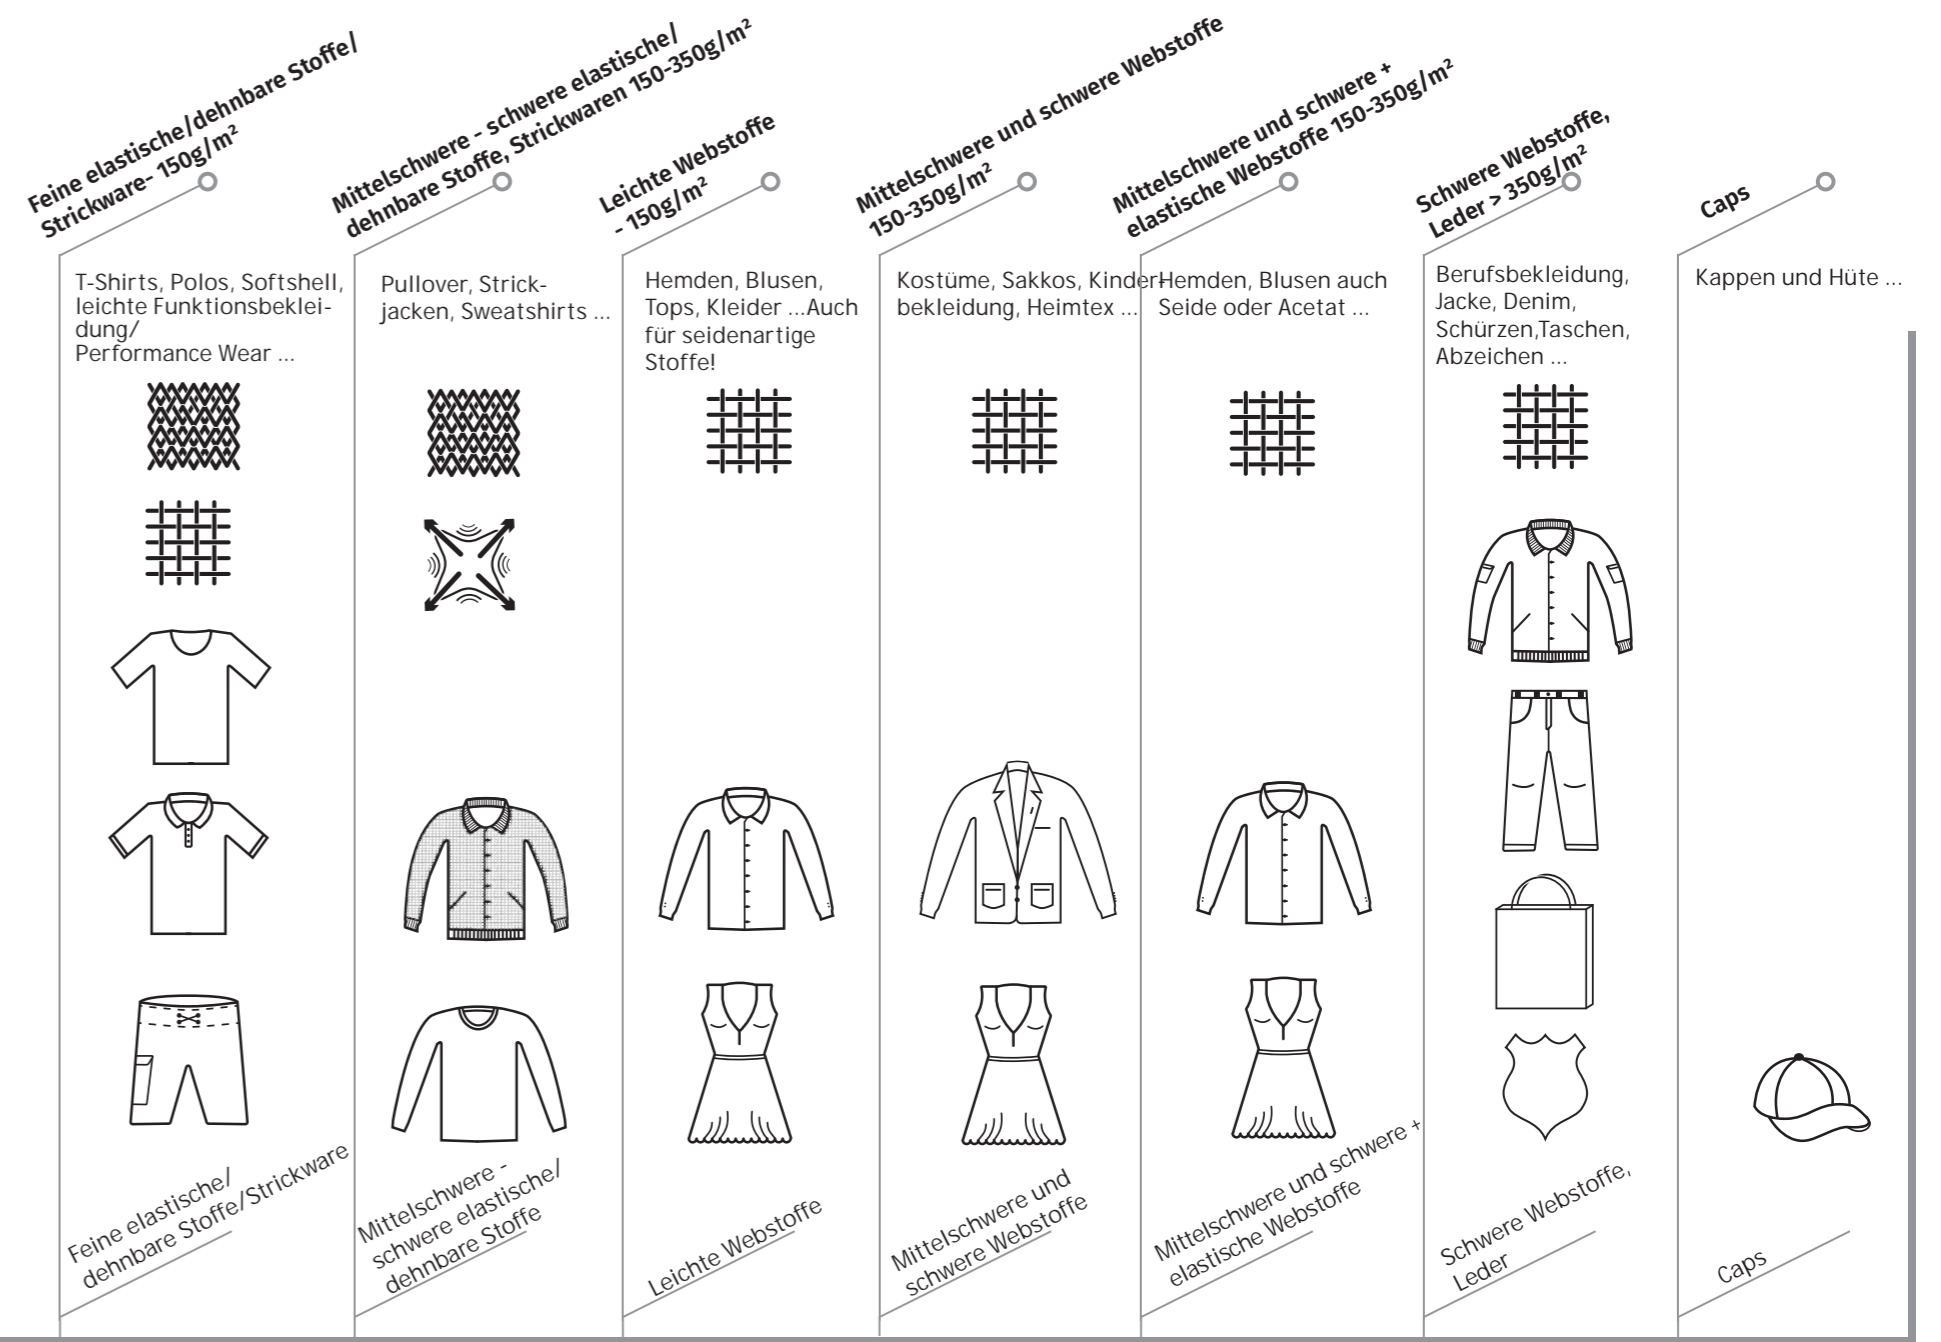 Feine elastische/dehnbare Stoffe/
Strickware- 150g/m²
Mittelschwere - schwere elastische/
dehnbare Stoffe, Strickwaren 150-350g/m²
Leichte Webstoffe
- 150g/m²
Mittelschwere und schwere Webstoffe
150-350g/m²
Mittelschwere und schwere +
elastische Webstoffe 150-350g/m²
Schwere Webstoffe,
Leder > 350g/m²
Caps
T-Shirts, Polos, Softshell,
leichte Funktionsbeklei-
dung/
Performance Wear ...
Pullover, Strick-
jacken, Sweatshirts ...
Hemden, Blusen,
Tops, Kleider ...Auch
für seidenartige
Stoffe!
Kostüme, Sakkos, Kinder-
bekleidung, Heimtex ...
Hemden, Blusen auch
Seide oder Acetat ...
Berufsbekleidung,
Jacke, Denim,
Schürzen,Taschen,
Abzeichen ...
Kappen und Hüte ...
Feine elastische/
dehnbare Stoffe/Strickware
Mittelschwere -
schwere elastische/
dehnbare Stoffe
Leichte Webstoffe
Mittelschwere und
schwere Webstoffe
Mittelschwere und schwere +
elastische Webstoffe
Schwere Webstoffe,
Leder
Caps